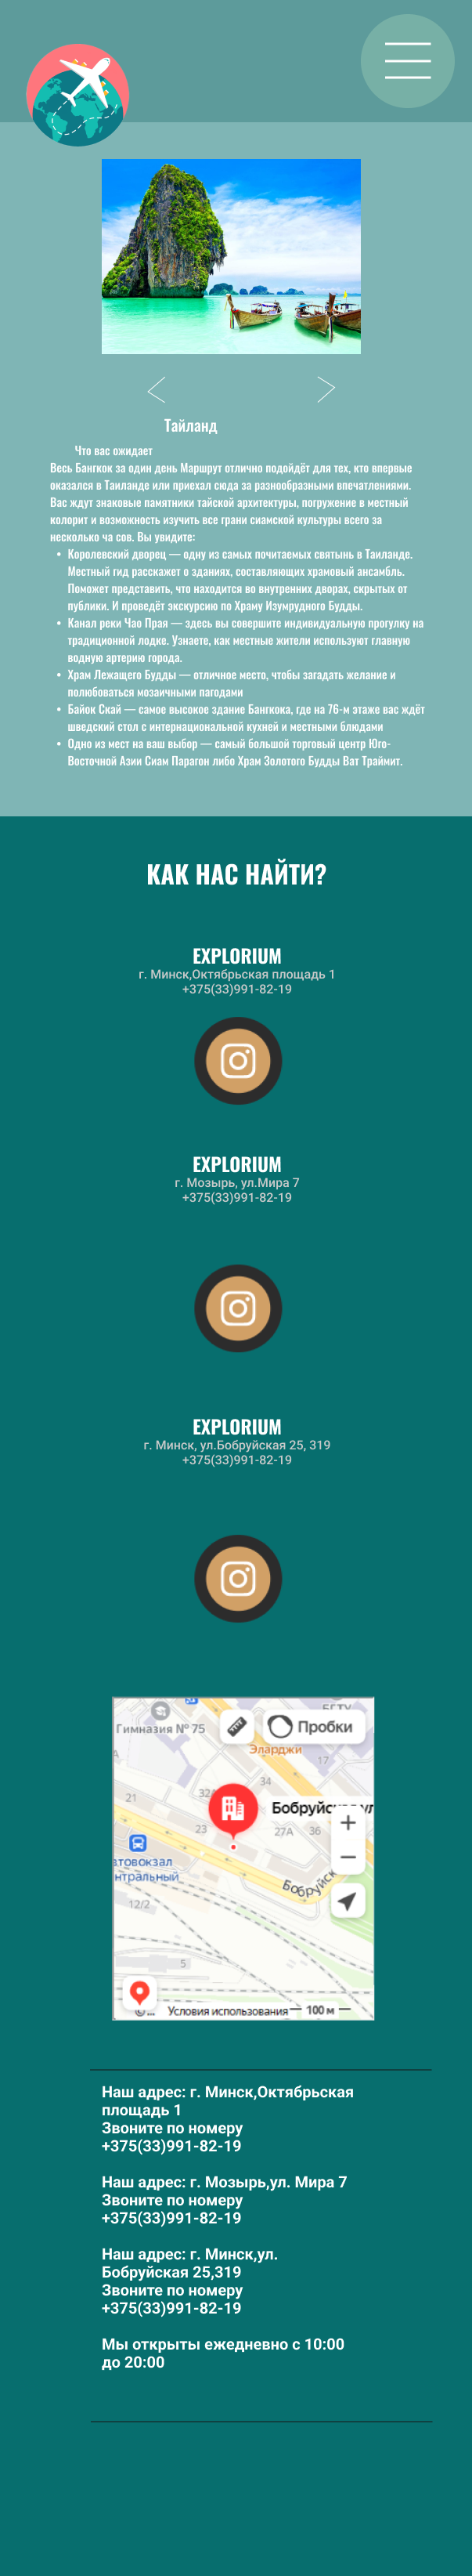 Тайланд
Что вас ожидает
Весь Бангкок за один день Маршрут отлично подойдёт для тех, кто впервые
оказался в Таиланде или приехал сюда за разнообразными впечатлениями.
Вас ждут знаковые памятники тайской архитектуры, погружение в местный
колорит и возможность изучить все грани сиамской культуры всего за
несколько ча сов. Вы увидите:
• Королевский дворец — одну из самых почитаемых святынь в Таиланде.
Местный гид расскажет о зданиях, составляющих храмовый ансамбль.
Поможет представить, что находится во внутренних дворах, скрытых от
публики. И проведёт экскурсию по Храму Изумрудного Будды.
• Канал реки Чао Прая — здесь вы совершите индивидуальную прогулку на
традиционной лодке. Узнаете, как местные жители используют главную
водную артерию города.
• Храм Лежащего Будды — отличное место, чтобы загадать желание и
полюбоваться мозаичными пагодами
• Байок Скай — самое высокое здание Бангкока, где на 76-м этаже вас ждёт
шведский стол с интернациональной кухней и местными блюдами
• Одно из мест на ваш выбор — самый большой торговый центр Юго-
Восточной Азии Сиам Парагон либо Храм Золотого Будды Ват Траймит.
КАК НАС НАЙТИ?
EXPLORIUM
г. Минск,Октябрьская площадь 1
+375(33)991-82-19
EXPLORIUM
г. Мозырь, ул.Мира 7
+375(33)991-82-19
EXPLORIUM
г. Минск, ул.Бобруйская 25, 319
+375(33)991-82-19
Гимназия № 75
Пробки
Эларджи
17
21
32
34
Бобруйск
ул
23
27А
36
втовокзал
нтральный
Бобруйск
12/2
5
Условия использования
100 м
Наш адрес: г. Минск,Октябрьская
площадь 1
Звоните по номеру
+375(33)991-82-19
Наш адрес: г. Мозырь,ул. Мира 7
Звоните по номеру
+375(33)991-82-19
Наш адрес: г. Минск,ул.
Бобруйская 25,319
Звоните по номеру
+375(33)991-82-19
Мы открыты ежедневно с 10:00
до 20:00